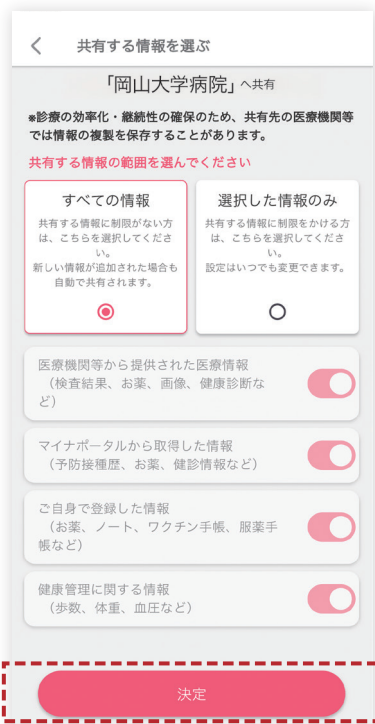 共有する情報を選ぶ
「岡山大学病院」へ共有
※診療の効率化・継続性の確保のため、共有先の医療機関等
では情報の複製を保存することがあります。
共有する情報の範囲を選んでください
すべての情報
共有する情報に制限がない方
は、こちらを選択してくださ
い。
新しい情報が追加された場合も
自動で共有されます。
選択した情報のみ
共有する情報に制限をかける方
は、こちらを選択してくださ
い。
設定はいつでも変更できます。
医療機関等から提供された医療情報
（検査結果、お薬、画像、健康診断な
ど）
マイナポータルから取得した情報
（予防接種歴、お薬、健診情報など）
ご自身で登録した情報
（お薬、ノート、ワクチン手帳、服薬手
帳など）
健康管理に関する情報
（歩数、体重、血圧など）
決定